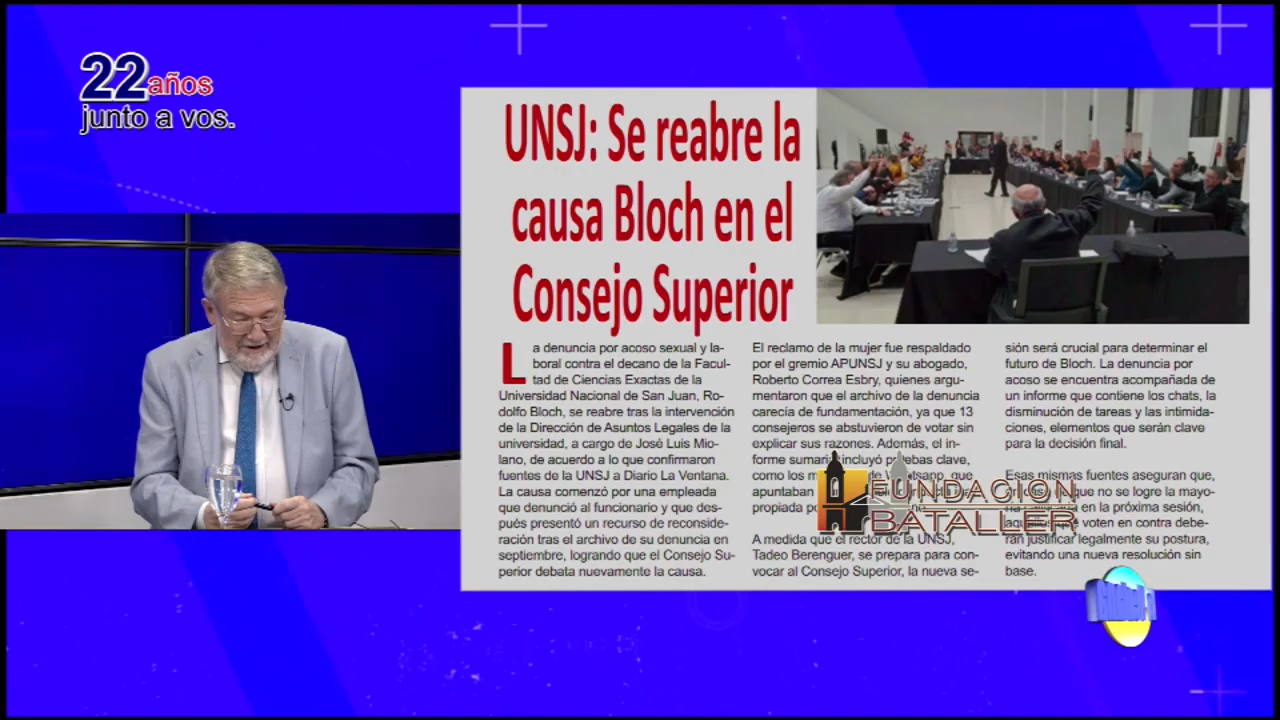 22 años
junto a vos.
UNSJ: Se reabre la
causa Bloch en el
Consejo Superior
La denuncia por acoso sexual y la-
boral contra el decano de la Facul-
tad de Ciencias Exactas de la
Universidad Nacional de San Juan, Ro-
dolfo Bloch, se reabre tras la intervención
de la Dirección de Asuntos Legales de la
universidad, a cargo de José Luis Mio-
lano, de acuerdo a lo que confirmaron
fuentes de la UNSJ a Diario La Ventana.
La causa comenzó por una empleada
que denunció al funcionario y que des-
pués presentó un recurso de reconside-
ración tras el archivo de su denuncia en
septiembre, logrando que el Consejo Su-
perior debata nuevamente la causa.
El reclamo de la mujer fue respaldado
por el gremio APUNSJ y su abogado,
Roberto Correa Esbry, quienes argu-
mentaron que el archivo de la denuncia
carecía de fundamentación, ya que 13
consejeros se abstuvieron de votar sin
explicar sus razones. Además, el in-
forme sumario incluyó pruebas clave,
como los de Whatsapp, que
apuntaban
propiada
A medida que el rector de la UNSJ,
Tadeo Berenguer, se prepara para con-
vocar al Consejo Superior, la nueva se-
sión será crucial para determinar el
futuro de Bloch. La denuncia por
acoso se encuentra acompañada de
un informe que contiene los chats, la
disminución de tareas y las intimida-
ciones, elementos que serán clave
para la decisión final.
Esas mismas fuentes aseguran que,
que no se logre la mayo-
en la próxima sesión,
voten en contra debe-
rán justificar legalmente su postura,
evitando una nueva resolución sin
base.
FUNDACION
BATALLER